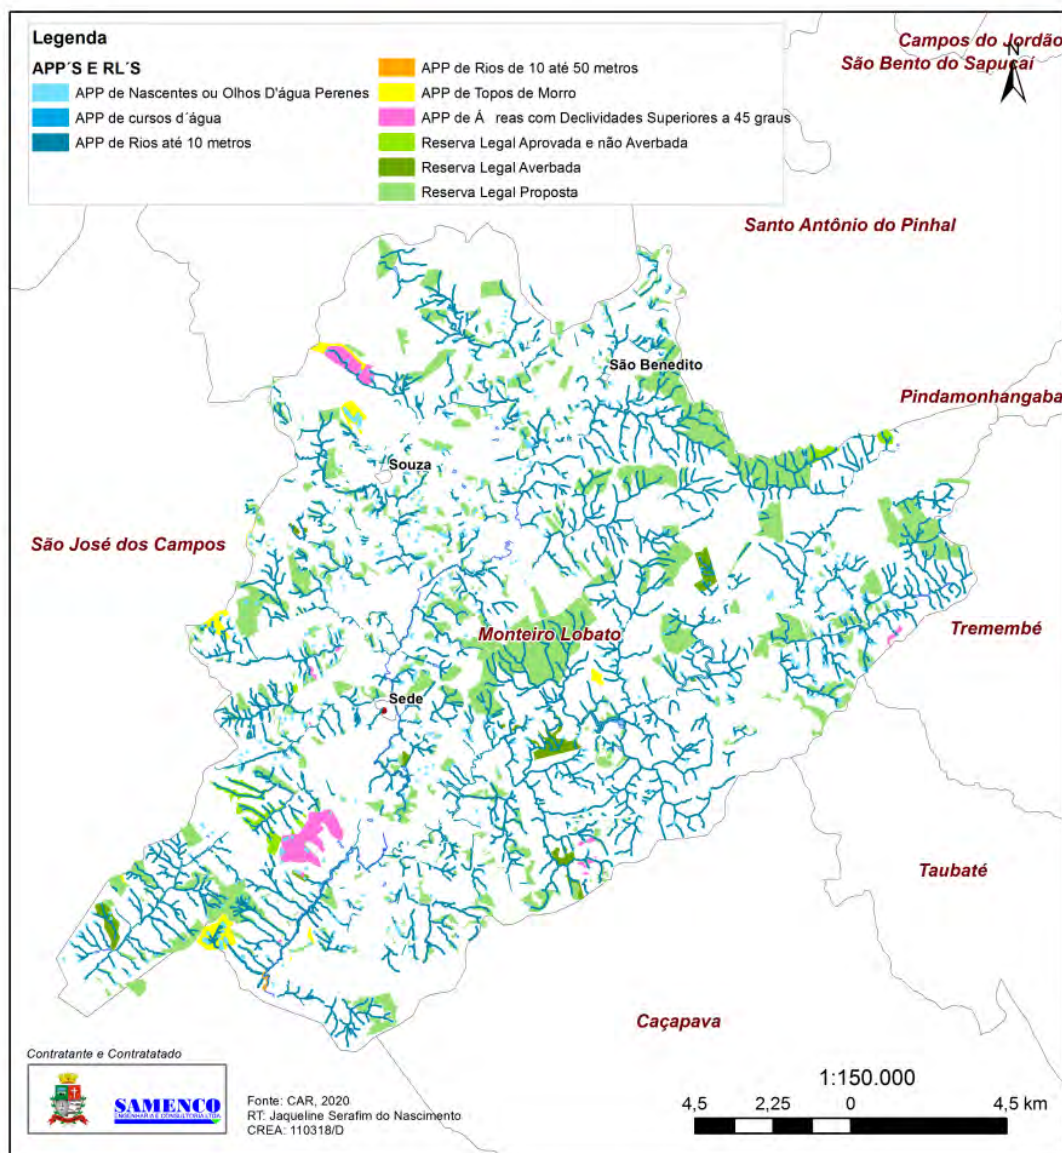 Legenda
APP´S E RL´S
APP de Nascentes ou Olhos D'água Perenes
APP de cursos d´água
APP de Rios até 10 metros
APP de Rios de 10 até 50 metros
APP de Topos de Morro
APP de Á reas com Declividades Superiores a 45 graus
Reserva Legal Aprovada e não Averbada
Reserva Legal Averbada
Reserva Legal Proposta
Campos do Jordão
São Bento do Sapucaí
N
Santo Antônio do Pinhal
São Benedito
Pindamonhangaba
Souza
São José dos Campos
Monteiro Lobato
Tremembé
Sede
Taubaté
Caçapava
Contratante e Contratatado
SAMENCO
ENGENHARIA E CONSULTORIA LTDA
Fonte: CAR, 2020
RT: Jaqueline Serafim do Nascimento
CREA: 110318/D
1:150.000
4,5 2,25 0 4,5 km